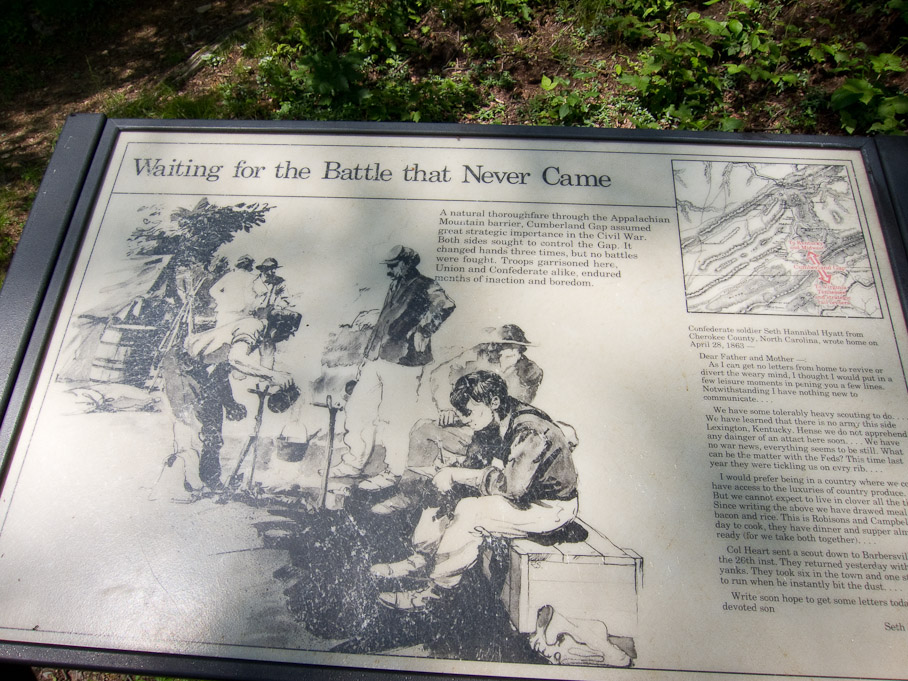 Waiting for the Battle that Never Came
A natural thoroughfare through the Appalachian
Mountain barrier, Cumberland Gap assumed
great strategic importance in the Civil War.
Both sides sought to control the Gap. It
changed hands three times, but no battles
were fought. Troops garrisoned here,
Union and Confederate alike, endured
months of inaction and boredom.
Confederate soldier Seth Hannibal Hyatt from
Cherokee County, North Carolina, wrote home on
April 28, 1863 —
Dear Father and Mother —
As I can get no letters from home to revive or
divert the weary mind, I thought I would put in a
few leisure moments in pening you a few lines.
Notwithstanding I have nothing new to
communicate. . . .
We have some tolerably heavy scouting to do. . . .
We have learned that there is no army this side
Lexington, Kentucky. Hense we do not apprehend
any danger of an attact here soon. . . . We have
no war news, everything seems to be still. What
can be the matter with the Feds? This time last
year they were tickling us on evry rib. . . .
I would prefer being in a country where we co
have access to the luxuries of country produce.
But we cannot expect to live in clover all the ti
Since writing the above we have drawed meal
bacon and rice. This is Robisons and Campbel
day to cook, they have dinner and supper alm
ready (for we take both together). . . .
Col Heart sent a scout down to Barbersvill
the 26th inst. They returned yesterday with
yanks. They took six in the town and one s
to run when he instantly bit the dust. . . .
Write soon hope to get some letters toda
devoted son
Seth